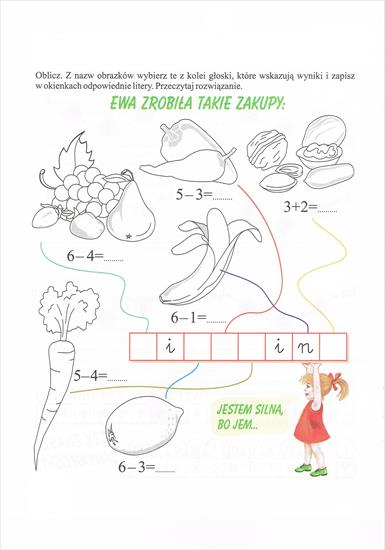 Oblicz. Z nazw obrazków wybierz te z kolei głoski, które wskazują wyniki i zapisz
w okienkach odpowiednie litery. Przeczytaj rozwiązanie.
EWA ZROBIŁA TAKIE ZAKUPY:
5-3=........
3+2=........
6-4=........
6-1=........
i i n
5-4=........
JESTEM SILNA,
BO JEM...
6-3=........